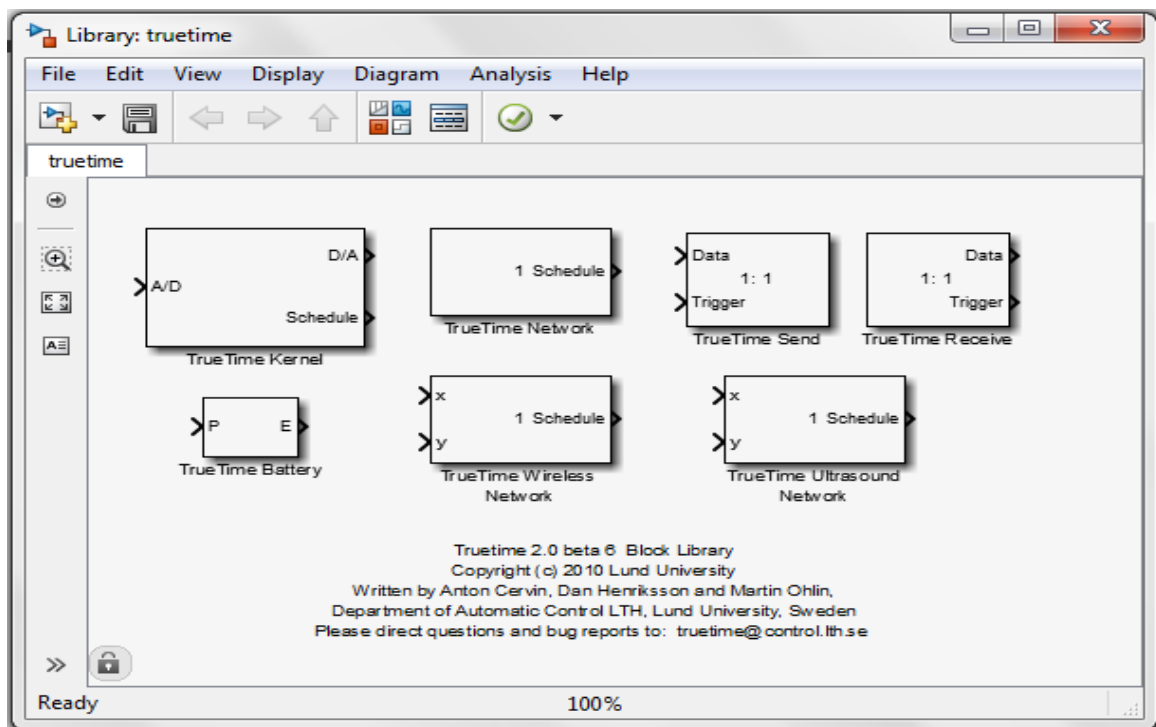 Library: truetime
File Edit View Display Diagram Analysis Help
truetime
A/D
D/A
Schedule
TrueTime Kernel
1 Schedule
TrueTime Network
Data
1: 1
Trigger
TrueTime Send
Data
1: 1
Trigger
TrueTime Receive
P E
TrueTime Battery
x
1 Schedule
y
TrueTime Wireless
Network
x
1 Schedule
y
TrueTime Ultrasound
Network
Truetime 2.0 beta 6 Block Library
Copyright (c) 2010 Lund University
Written by Anton Cervin, Dan Henriksson and Martin Ohlin,
Department of Automatic Control LTH, Lund University, Sweden
Please direct questions and bug reports to: truetime@control.lth.se
Ready 100%